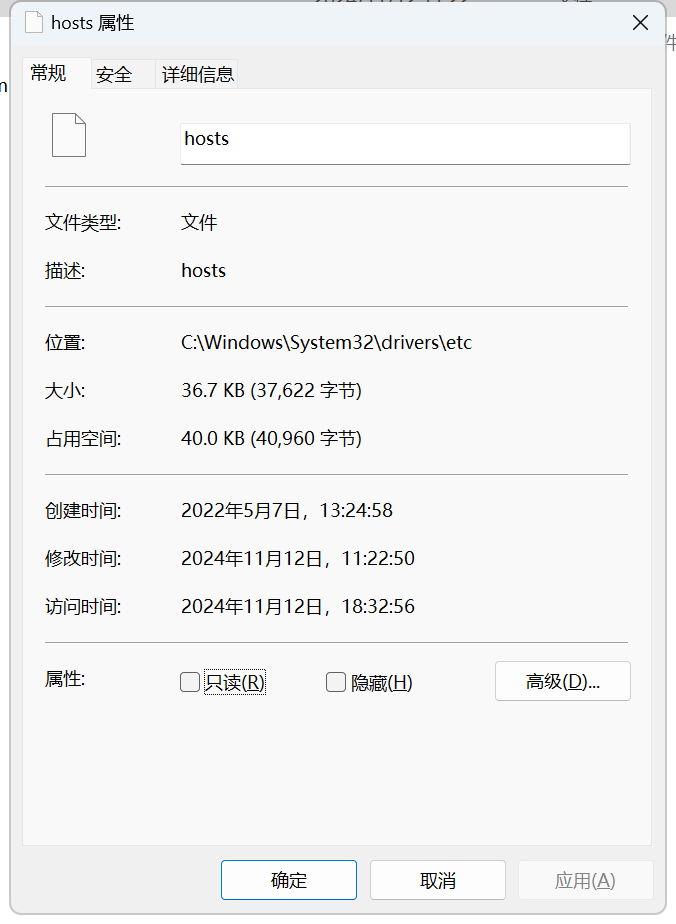 hosts 属性
常规 安全 详细信息
hosts
文件类型: 文件
描述: hosts
位置: C:\Windows\System32\drivers\etc
大小: 36.7 KB (37,622 字节)
占用空间: 40.0 KB (40,960 字节)
创建时间: 2022年5月7日，13:24:58
修改时间: 2024年11月12日，11:22:50
访问时间: 2024年11月12日，18:32:56
属性: 只读(R) 隐藏(H) 高级(D)...
确定 取消 应用(A)